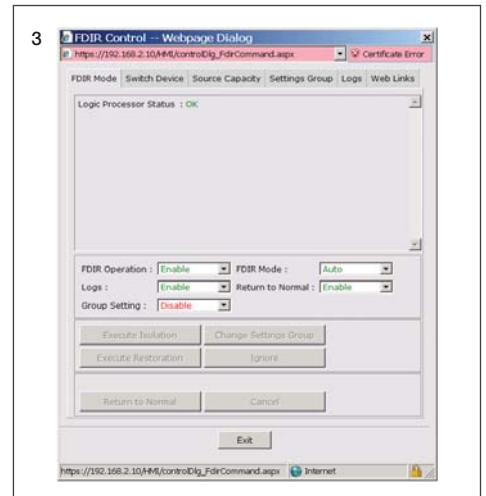 3
FDIR Control -- Webpage Dialog
https://192.168.2.10/HMI/controlDlg_FdirCommand.aspx Certificate Error
FDIR Mode Switch Device Source Capacity Settings Group Logs Web Links
Logic Processor Status : OK
FDIR Operation : Enable FDIR Mode : Auto
Logs : Enable Return to Normal : Enable
Group Setting : Disable
Execute Isolation Change Settings Group
Execute Restoration Ignore
Return to Normal Cancel
Exit
https://192.168.2.10/HMI/controlDlg_FdirCommand.aspx Internet